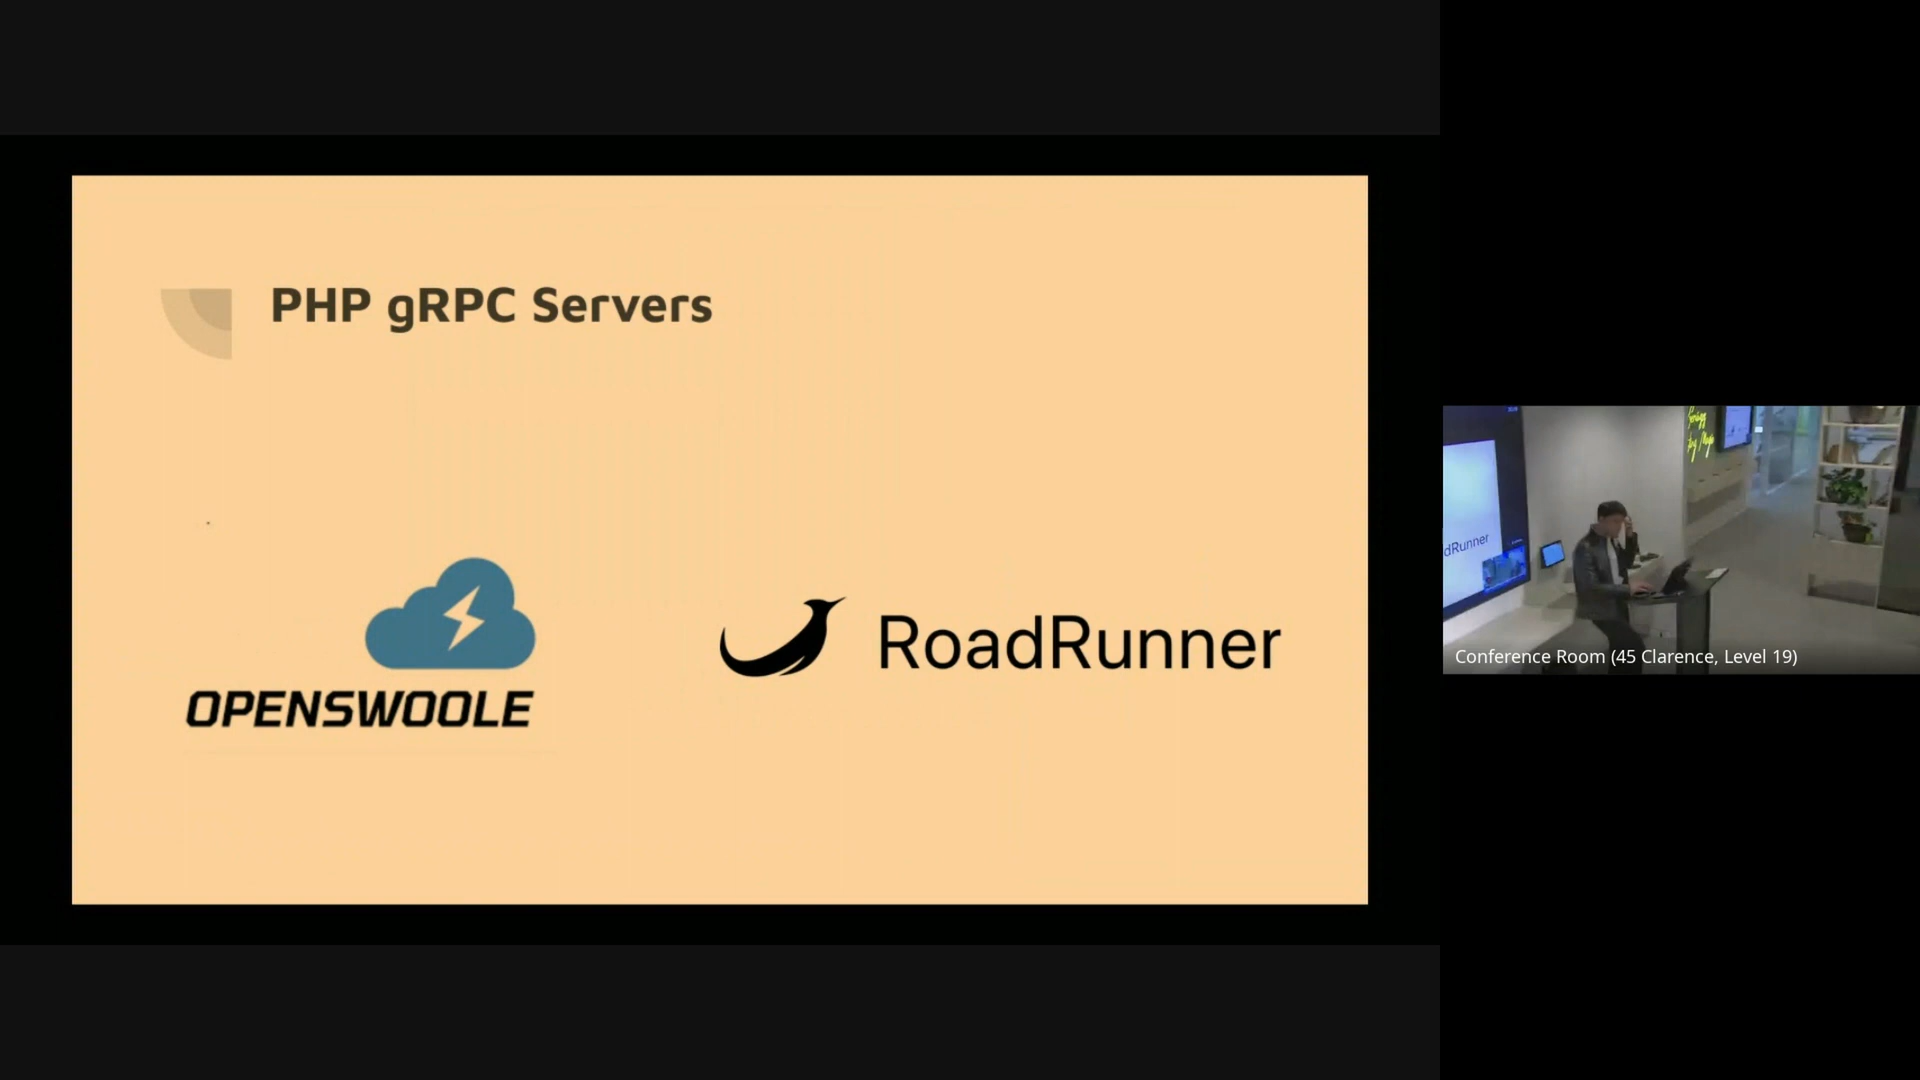 PHP gRPC Servers
OPENSWOOLE
RoadRunner
dRunner
Conference Room (45 Clarence, Level 19)